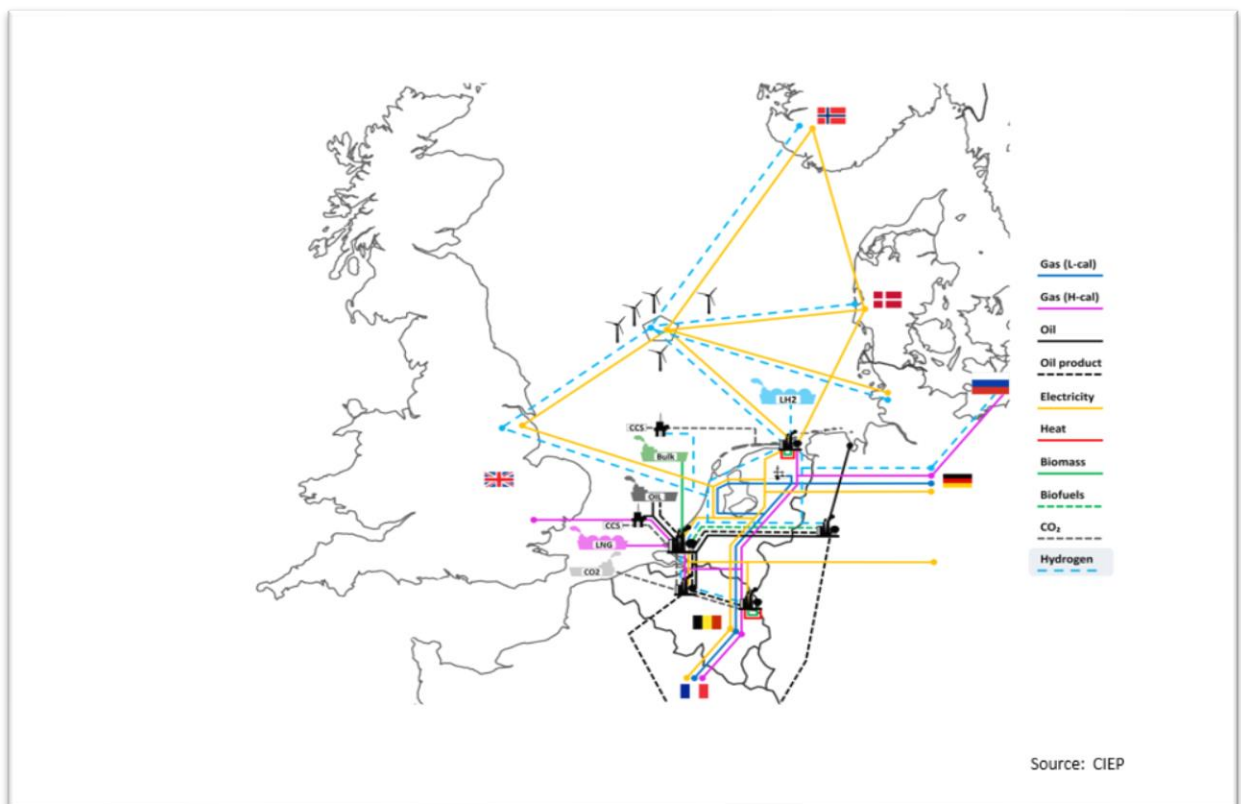 LH2
CCS
Bulk
OIL
CCS
LNG
CO2
Gas (L-cal)
Gas (H-cal)
Oil
Oil product
Electricity
Heat
Biomass
Biofuels
CO₂
Hydrogen
Source: CIEP